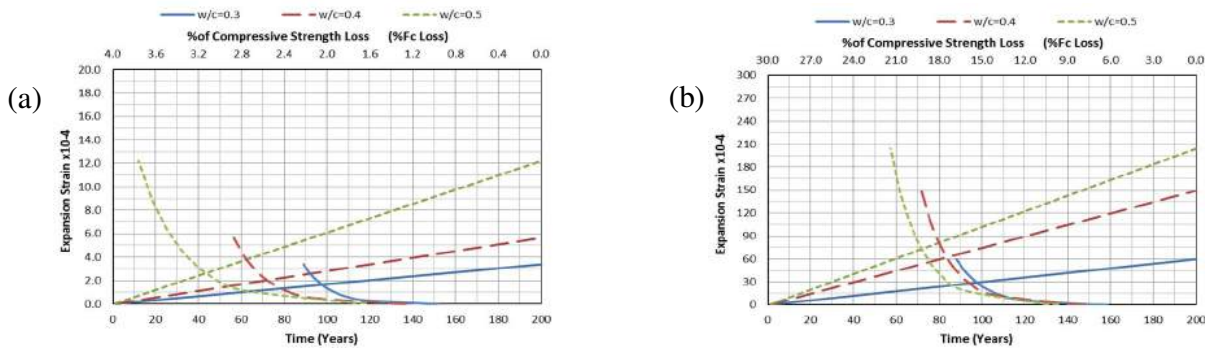 (a)
w/c=0.3 w/c=0.4 w/c=0.5
%of Compressive Strength Loss (%Fc Loss)
4.0 3.6 3.2 2.8 2.4 2.0 1.6 1.2 0.8 0.4 0.0
20.0
18.0
16.0
14.0
12.0
10.0
8.0
6.0
4.0
2.0
0.0
Expansion Strain x10-4
0 20 40 60 80 100 120 140 160 180 200
Time (Years)
(b)
w/c=0.3 w/c=0.4 w/c=0.5
%of Compressive Strength Loss (%Fc Loss)
30.0 27.0 24.0 21.0 18.0 15.0 12.0 9.0 6.0 3.0 0.0
300
270
240
210
180
150
120
90
60
30
0
Expansion Strain x10-4
0 20 40 60 80 100 120 140 160 180 200
Time (Years)